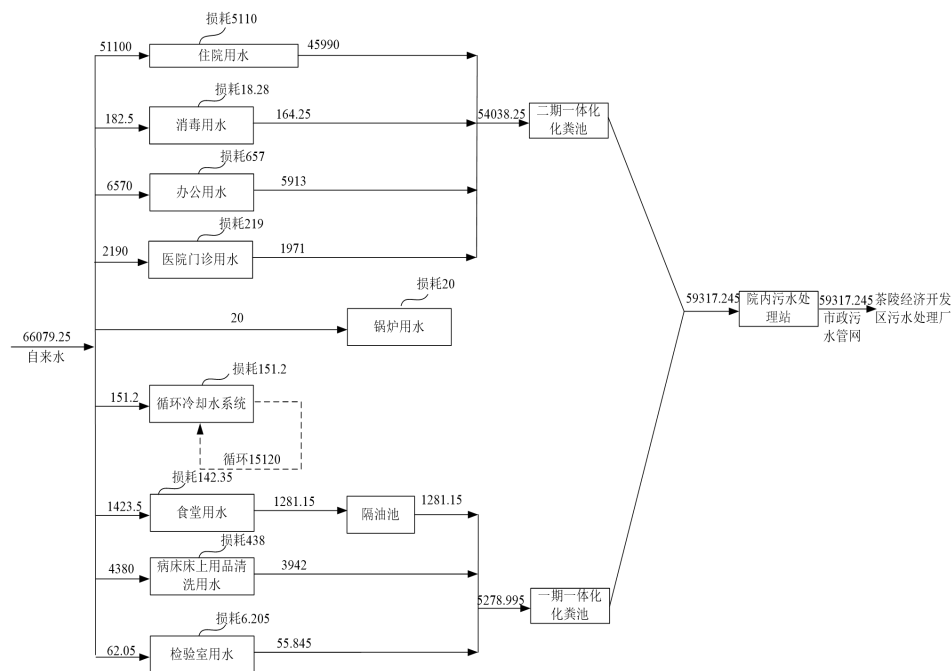 损耗5110
51100
住院用水
45990
损耗18.28
182.5
消毒用水
164.25
54038.25
二期一体化
化粪池
损耗657
6570
办公用水
5913
损耗219
2190
医院门诊用水
1971
损耗20
20
锅炉用水
66079.25
自来水
59317.245
院内污水处
理站
59317.245
市政污
水管网
茶陵经济开发
区污水处理厂
损耗151.2
151.2
循环冷却水系统
循环15120
损耗142.35
1423.5
食堂用水
1281.15
隔油池
1281.15
损耗438
4380
病床床上用品清
洗用水
3942
5278.995
一期一体化
化粪池
损耗6.205
62.05
检验室用水
55.845